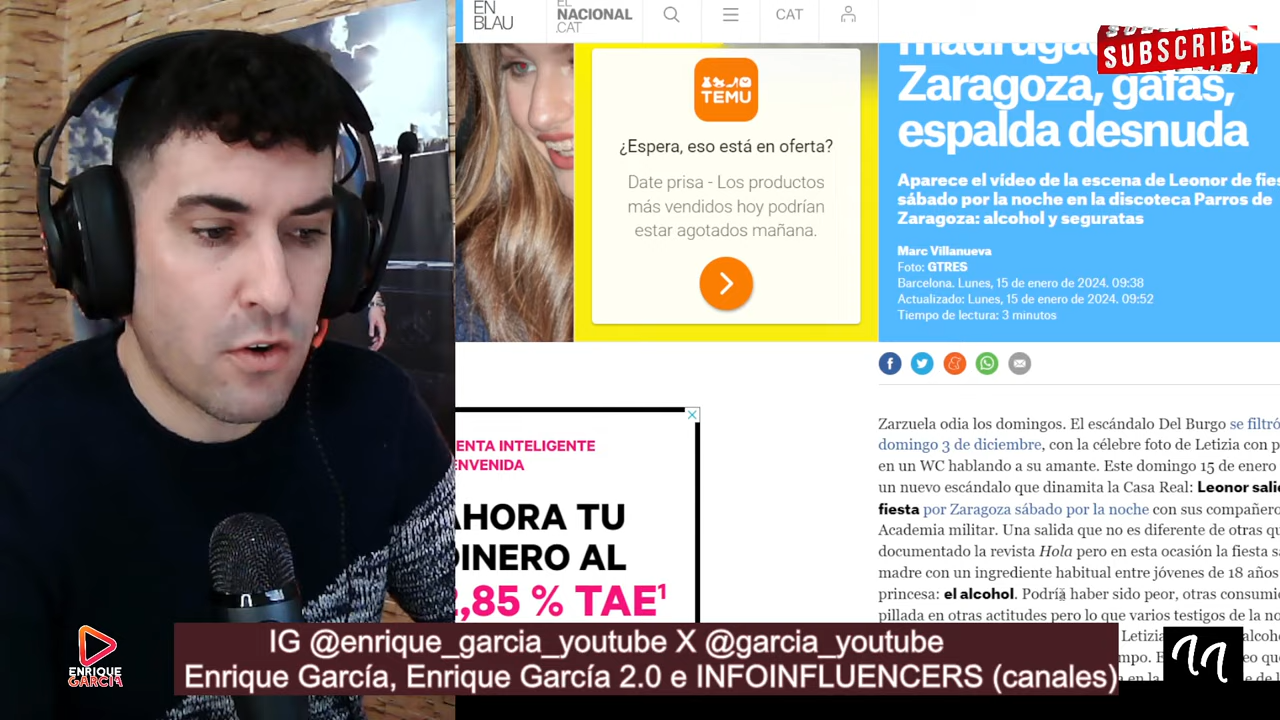 EN
BLAU
EL
NACIONAL
.CAT
CAT
SUBSCRIBE
TEMU
¿Espera, eso está en oferta?
Date prisa - Los productos
más vendidos hoy podrían
estar agotados mañana.
Zaragoza, gafas,
espalda desnuda
Aparece el vídeo de la escena de Leonor de
sábado por la noche en la discoteca Parros de
Zaragoza: alcohol y seguratas
Marc Villanueva
Foto: GTRES
Barcelona. Lunes, 15 de enero de 2024. 09:38
Actualizado: Lunes, 15 de enero de 2024. 09:52
Tiempo de lectura: 3 minutos
Zarzuela odia los domingos. El escándalo Del Burgo se filtró
domingo 3 de diciembre, con la célebre foto de Letizia con
en un WC hablando a su amante. Este domingo 15 de enero
un nuevo escándalo que dinamita la Casa Real: Leonor
fiesta por Zaragoza sábado por la noche con sus
Academia militar. Una salida que no es diferente de otras
documentado la revista Hola pero en esta ocasión la fiesta
madre con un ingrediente habitual entre jóvenes de 18 años
princesa: el alcohol. Podría haber sido peor, otras
pillada en otras actitudes pero lo que varios testigos de la
Letizia
INTELIGENTE
AHORA TU
DINERO AL
,85 % TAE¹
IG @enrique_garcia_youtube X @garcia_youtube
Enrique García, Enrique García 2.0 e INFOINFLUENCERS (canales)
ENRIQUE
GARCÍA